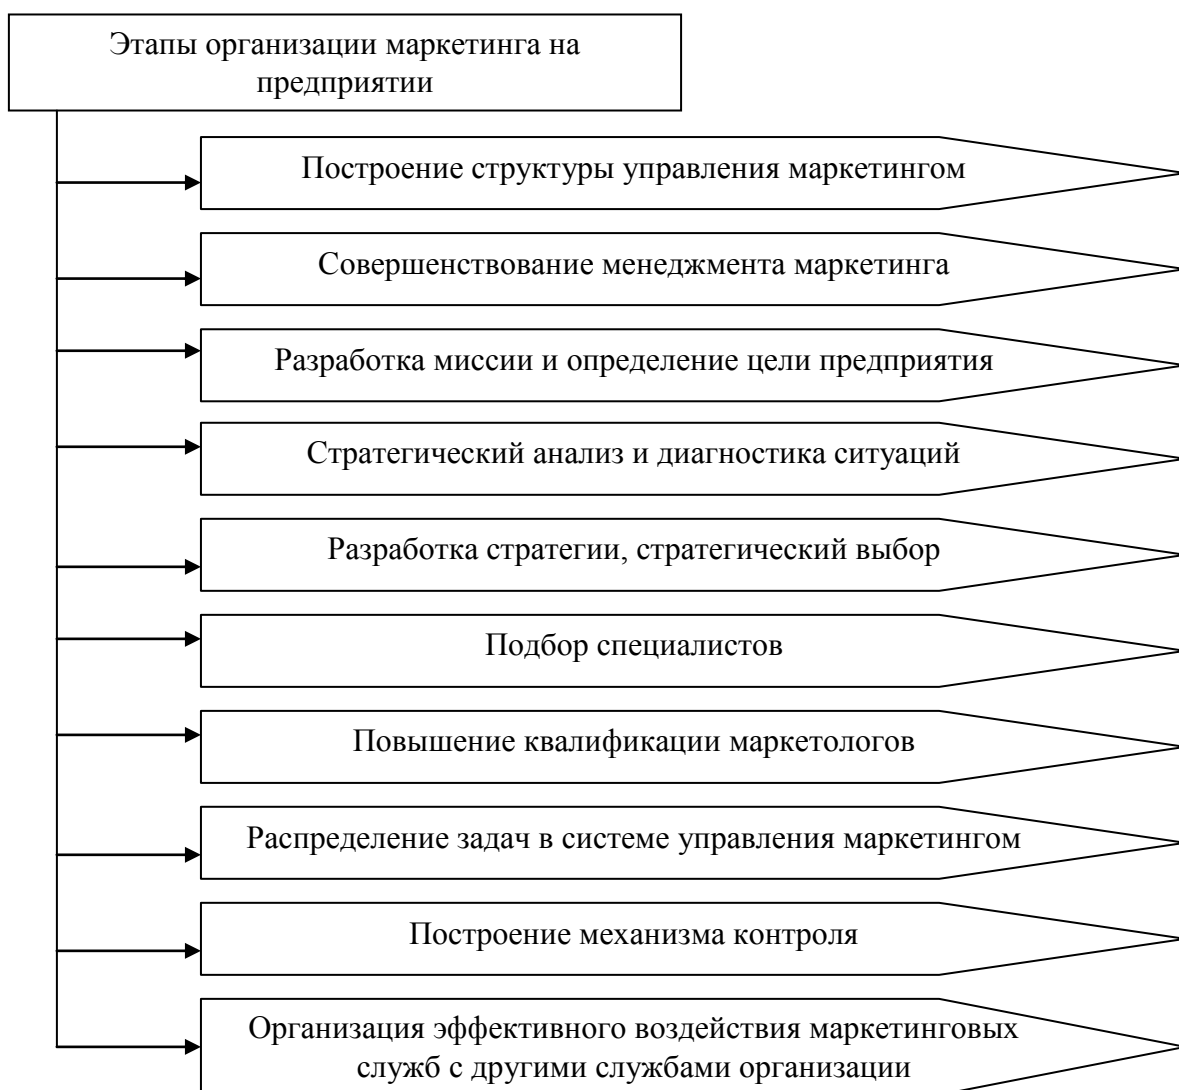 Этапы организации маркетинга на
предприятии
Построение структуры управления маркетингом
Совершенствование менеджмента маркетинга
Разработка миссии и определение цели предприятия
Стратегический анализ и диагностика ситуаций
Разработка стратегии, стратегический выбор
Подбор специалистов
Повышение квалификации маркетологов
Распределение задач в системе управления маркетингом
Построение механизма контроля
Организация эффективного воздействия маркетинговых
служб с другими службами организации